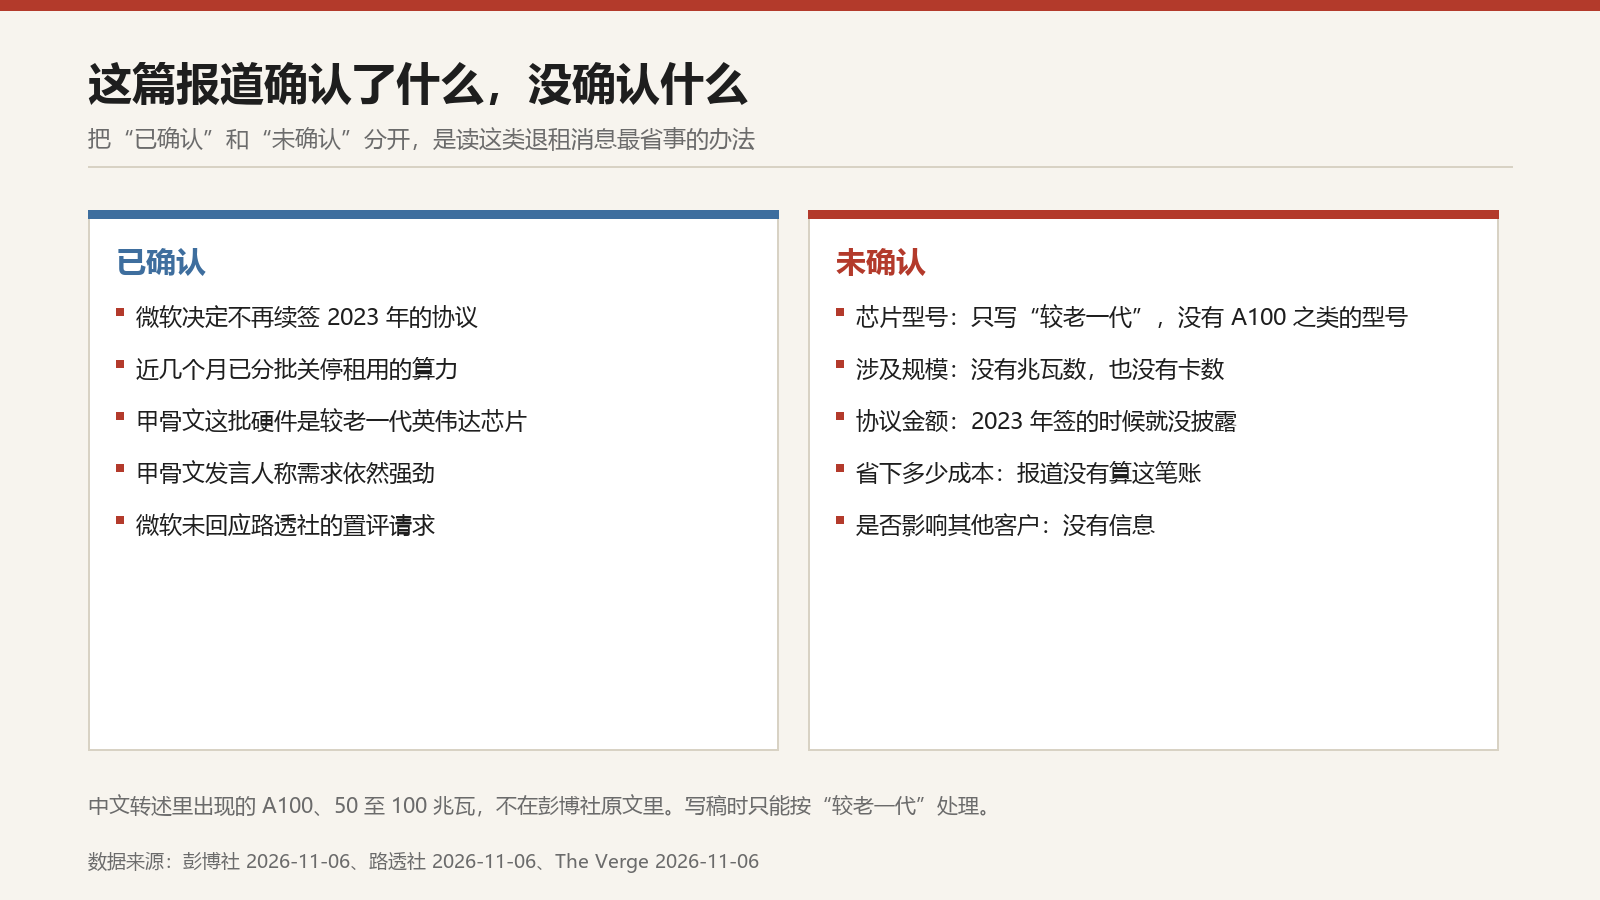 这篇报道确认了什么，没确认什么
把“已确认”和“未确认”分开，是读这类退租消息最省事的办法
已确认
微软决定不再续签 2023 年的协议
近几个月已分批关停租用的算力
甲骨文这批硬件是较老一代英伟达芯片
甲骨文发言人称需求依然强劲
微软未回应路透社的置评请求
未确认
芯片型号：只写“较老一代”，没有 A100 之类的型号
涉及规模：没有兆瓦数，也没有卡数
协议金额：2023 年签的时候就没披露
省下多少成本：报道没有算这笔账
是否影响其他客户：没有信息
中文转述里出现的 A100、50 至 100 兆瓦，不在彭博社原文里。写稿时只能按“较老一代”处理。
数据来源：彭博社 2026-11-06、路透社 2026-11-06、The Verge 2026-11-06